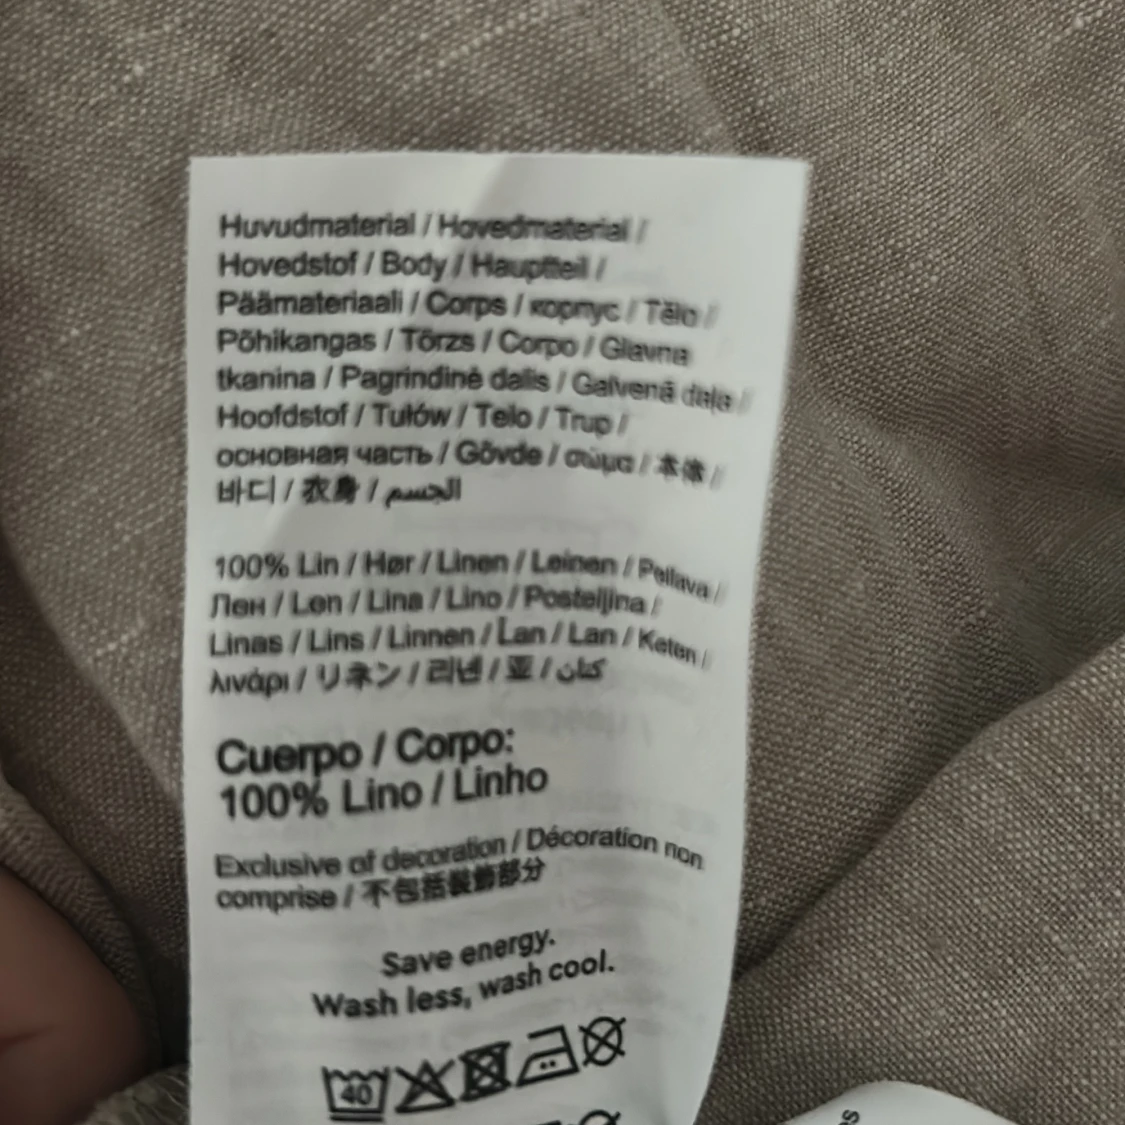 Huvudmaterial / Hovedmaterial /
Hovedstof / Body / Hauptteil /
Päämateriaali / Corps / корпус / Tělo /
Põhikangas / Törzs / Corpo / Glavna
tkanina / Pagrindinė dalis / Galvenā daļa /
Hoofdstof / Tułów / Telo / Trup /
основная часть / Gövde / σώμα / 本体 /
바디 / 衣身 / الجسم
100% Lin / Hør / Linen / Leinen / Pellava /
Лен / Len / Lina / Lino / Posteljina /
Linas / Lins / Linnen / Lan / Lan / Keten /
λινάρι / リネン / 리넨 / 亚 / كتان
Cuerpo / Corpo:
100% Lino / Linho
Exclusive of decoration / Décoration non
comprise / 不包括装饰部分
Save energy.
Wash less, wash cool.
40